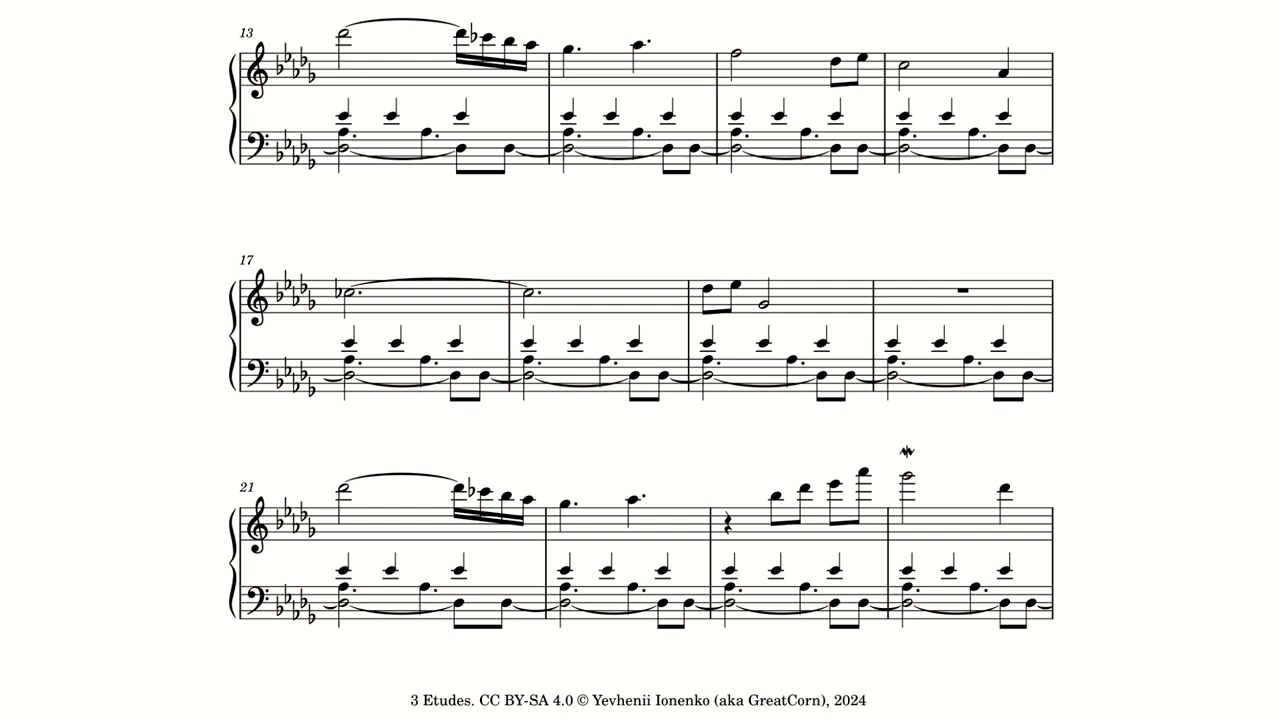 13
17
21
3 Etudes. CC BY-SA 4.0 © Yevhenii Ionenko (aka GreatCorn), 2024